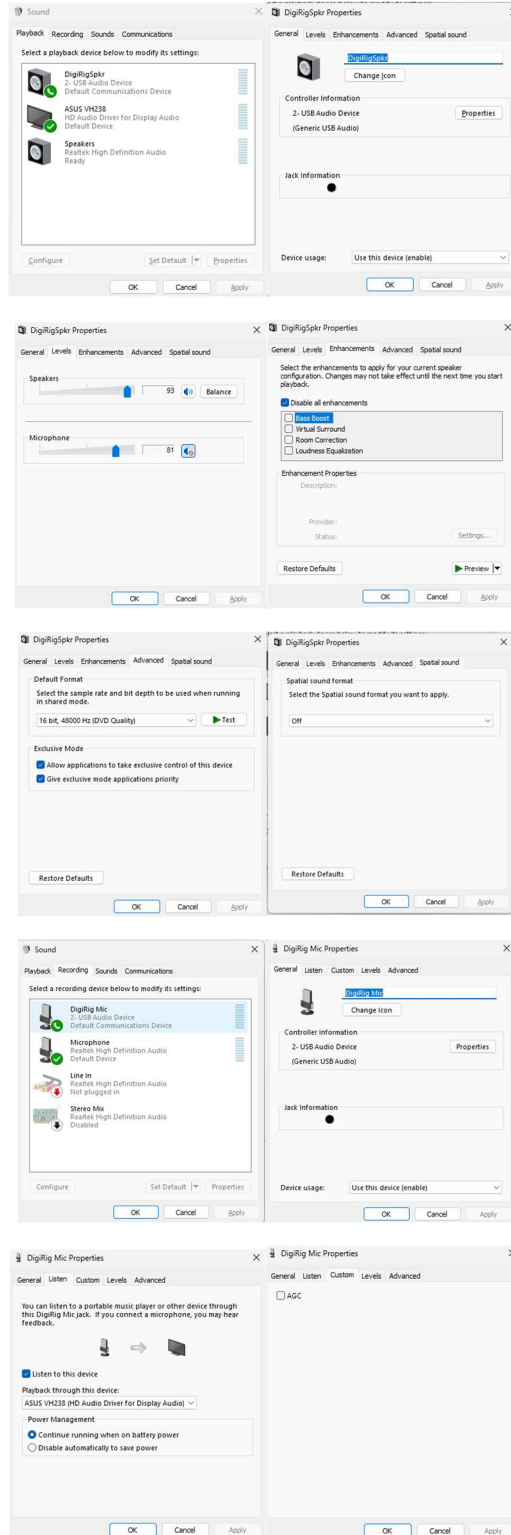 Sound
Playback Recording Sounds Communications
Select a playback device below to modify its settings:
DigiRigSpkr
2- USB Audio Device
Default Communications Device
ASUS VH238
HD Audio Driver for Display Audio
Default Device
Speakers
Realtek High Definition Audio
Ready
Configure Set Default Properties
OK Cancel Apply
DigiRigSpkr Properties
General Levels Enhancements Advanced Spatial sound
DigiRigSpkr
Change Icon
Controller Information
2- USB Audio Device Properties
(Generic USB Audio)
Jack Information
Device usage: Use this device (enable)
OK Cancel Apply
DigiRigSpkr Properties
General Levels Enhancements Advanced Spatial sound
Speakers
93 Balance
Microphone
81
OK Cancel Apply
DigiRigSpkr Properties
General Levels Enhancements Advanced Spatial sound
Select the enhancements to apply for your current speaker
configuration. Changes may not take effect until the next time you start
playback.
Disable all enhancements
Bass Boost
Virtual Surround
Room Correction
Loudness Equalization
Enhancement Properties
Description:
Provider:
Status: Settings...
Restore Defaults Preview
OK Cancel Apply
DigiRigSpkr Properties
General Levels Enhancements Advanced Spatial sound
Default Format
Select the sample rate and bit depth to be used when running
in shared mode.
16 bit, 48000 Hz (DVD Quality) Test
Exclusive Mode
Allow applications to take exclusive control of this device
Give exclusive mode applications priority
Restore Defaults
OK Cancel Apply
DigiRigSpkr Properties
General Levels Enhancements Advanced Spatial sound
Spatial sound format
Select the Spatial sound format you want to apply.
Off
Restore Defaults
OK Cancel Apply
Sound
Playback Recording Sounds Communications
Select a recording device below to modify its settings:
DigiRig Mic
2- USB Audio Device
Default Communications Device
Microphone
Realtek High Definition Audio
Default Device
Line In
Realtek High Definition Audio
Not plugged in
Stereo Mix
Realtek High Definition Audio
Disabled
Configure Set Default Properties
OK Cancel Apply
DigiRig Mic Properties
General Listen Custom Levels Advanced
DigiRig Mic
Change Icon
Controller Information
2- USB Audio Device Properties
(Generic USB Audio)
Jack Information
Device usage: Use this device (enable)
OK Cancel Apply
DigiRig Mic Properties
General Listen Custom Levels Advanced
You can listen to a portable music player or other device through
this DigiRig Mic jack. If you connect a microphone, you may hear
feedback.
Listen to this device
Playback through this device:
ASUS VH238 (HD Audio Driver for Display Audio)
Power Management
Continue running when on battery power
Disable automatically to save power
OK Cancel Apply
DigiRig Mic Properties
General Listen Custom Levels Advanced
AGC
OK Cancel Apply